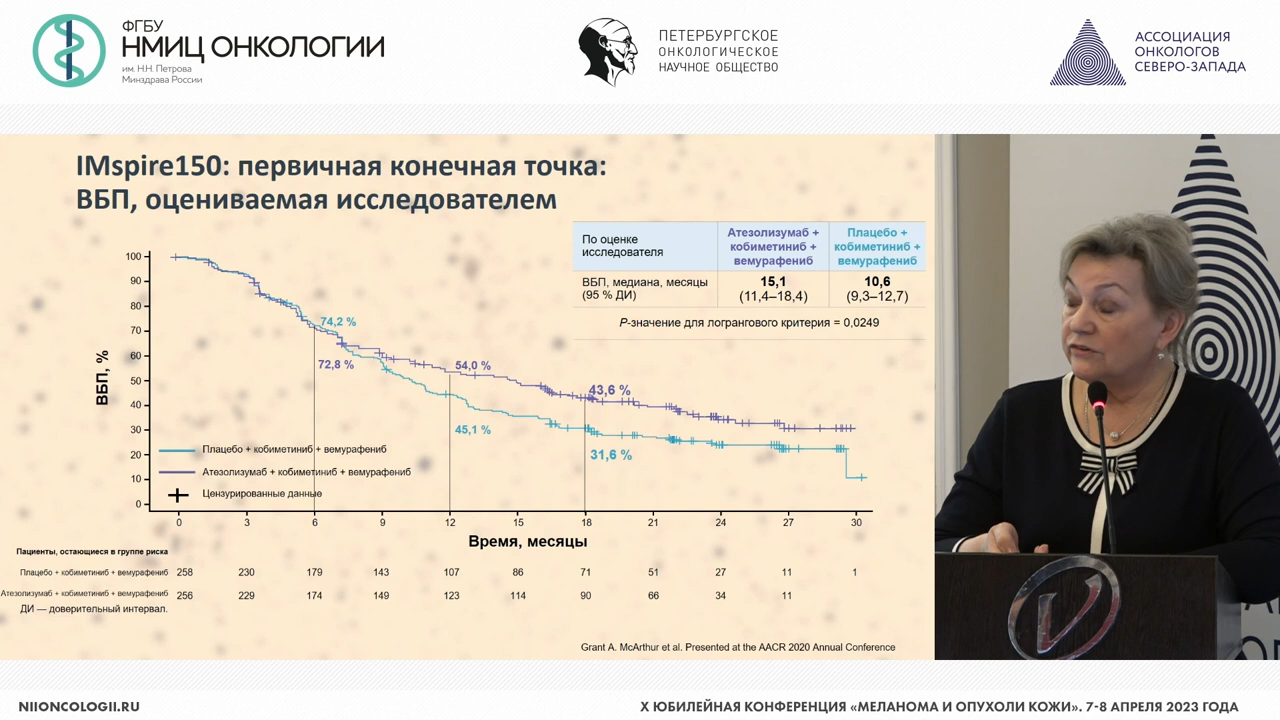 ФГБУ
НМИЦ ОНКОЛОГИИ
им. Н.Н. Петрова
Минздрава России
ПЕТЕРБУРГСКОЕ
ОНКОЛОГИЧЕСКОЕ
НАУЧНОЕ ОБЩЕСТВО
АССОЦИАЦИЯ
ОНКОЛОГОВ
СЕВЕРО-ЗАПАДА
IMspire150: первичная конечная точка:
ВБП, оцениваемая исследователем
По оценке
исследователя
Атезолизумаб +
кобиметиниб +
вемурафениб
Плацебо +
кобиметиниб +
вемурафениб
ВБП, медиана, месяцы
(95 % ДИ)
15,1
(11,4–18,4)
10,6
(9,3–12,7)
P-значение для логрангового критерия = 0,0249
ВБП, %
100
90
80
70
60
50
40
30
20
10
0
74,2 %
72,8 %
54,0 %
45,1 %
43,6 %
31,6 %
Плацебо + кобиметиниб + вемурафениб
Атезолизумаб + кобиметиниб + вемурафениб
Цензурированные данные
0 3 6 9 12 15 18 21 24 27 30
Время, месяцы
Пациенты, остающиеся в группе риска
Плацебо + кобиметиниб + вемурафениб 258 230 179 143 107 86 71 51 27 11 1
Атезолизумаб + кобиметиниб + вемурафениб 256 229 174 149 123 114 90 66 34 11
ДИ — доверительный интервал.
Grant A. McArthur et al. Presented at the AACR 2020 Annual Conference
NIIONCOLOGII.RU
X ЮБИЛЕЙНАЯ КОНФЕРЕНЦИЯ «МЕЛАНОМА И ОПУХОЛИ КОЖИ». 7-8 АПРЕЛЯ 2023 ГОДА